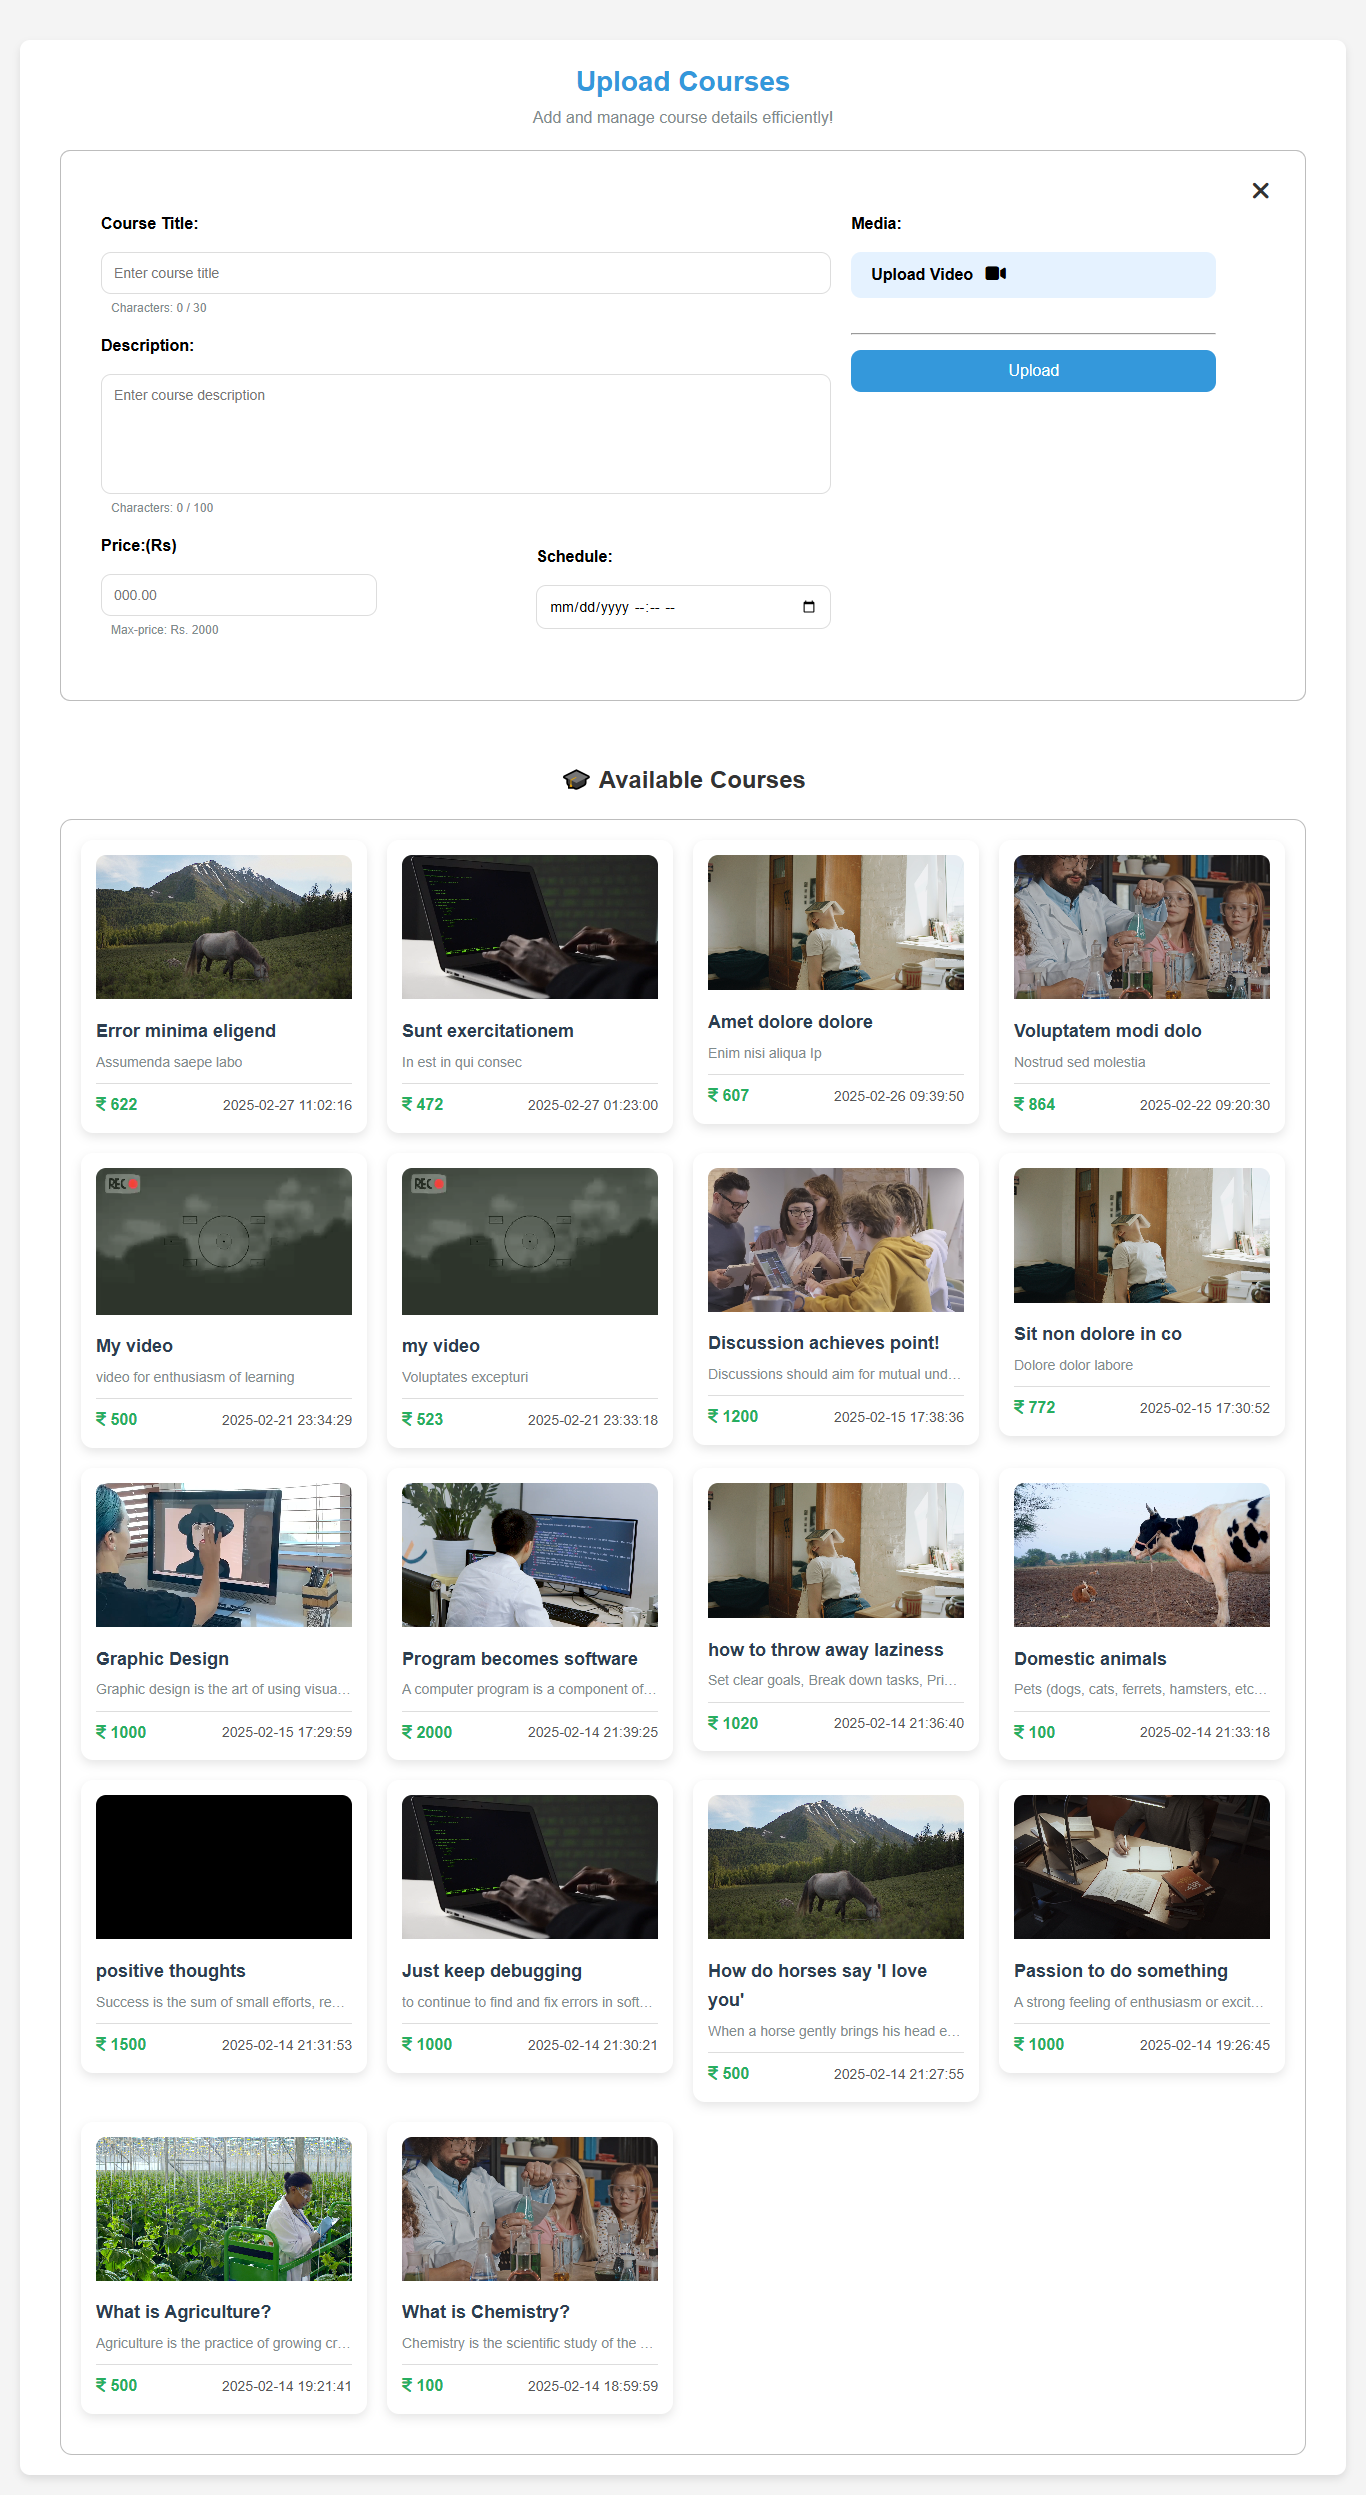 Upload Courses
Add and manage course details efficiently!
Course Title:
Enter course title
Characters: 0 / 30
Description:
Enter course description
Characters: 0 / 100
Price:(Rs)
000.00
Max-price: Rs. 2000
Schedule:
mm/dd/yyyy --:-- --
Media:
Upload Video
Upload
🎓 Available Courses
Error minima eligend
Assumenda saepe labo
₹ 622 2025-02-27 11:02:16
Sunt exercitationem
In est in qui consec
₹ 472 2025-02-27 01:23:00
Amet dolore dolore
Enim nisi aliqua Ip
₹ 607 2025-02-26 09:39:50
Voluptatem modi dolo
Nostrud sed molestia
₹ 864 2025-02-22 09:20:30
REC
My video
video for enthusiasm of learning
₹ 500 2025-02-21 23:34:29
REC
my video
Voluptates excepturi
₹ 523 2025-02-21 23:33:18
Discussion achieves point!
Discussions should aim for mutual und...
₹ 1200 2025-02-15 17:38:36
Sit non dolore in co
Dolore dolor labore
₹ 772 2025-02-15 17:30:52
Graphic Design
Graphic design is the art of using visua...
₹ 1000 2025-02-15 17:29:59
Program becomes software
A computer program is a component of...
₹ 2000 2025-02-14 21:39:25
how to throw away laziness
Set clear goals, Break down tasks, Pri...
₹ 1020 2025-02-14 21:36:40
Domestic animals
Pets (dogs, cats, ferrets, hamsters, etc...
₹ 100 2025-02-14 21:33:18
positive thoughts
Success is the sum of small efforts, re...
₹ 1500 2025-02-14 21:31:53
Just keep debugging
to continue to find and fix errors in soft...
₹ 1000 2025-02-14 21:30:21
How do horses say 'I love
you'
When a horse gently brings his head e...
₹ 500 2025-02-14 21:27:55
Passion to do something
A strong feeling of enthusiasm or excit...
₹ 1000 2025-02-14 19:26:45
What is Agriculture?
Agriculture is the practice of growing cr...
₹ 500 2025-02-14 19:21:41
What is Chemistry?
Chemistry is the scientific study of the ...
₹ 100 2025-02-14 18:59:59